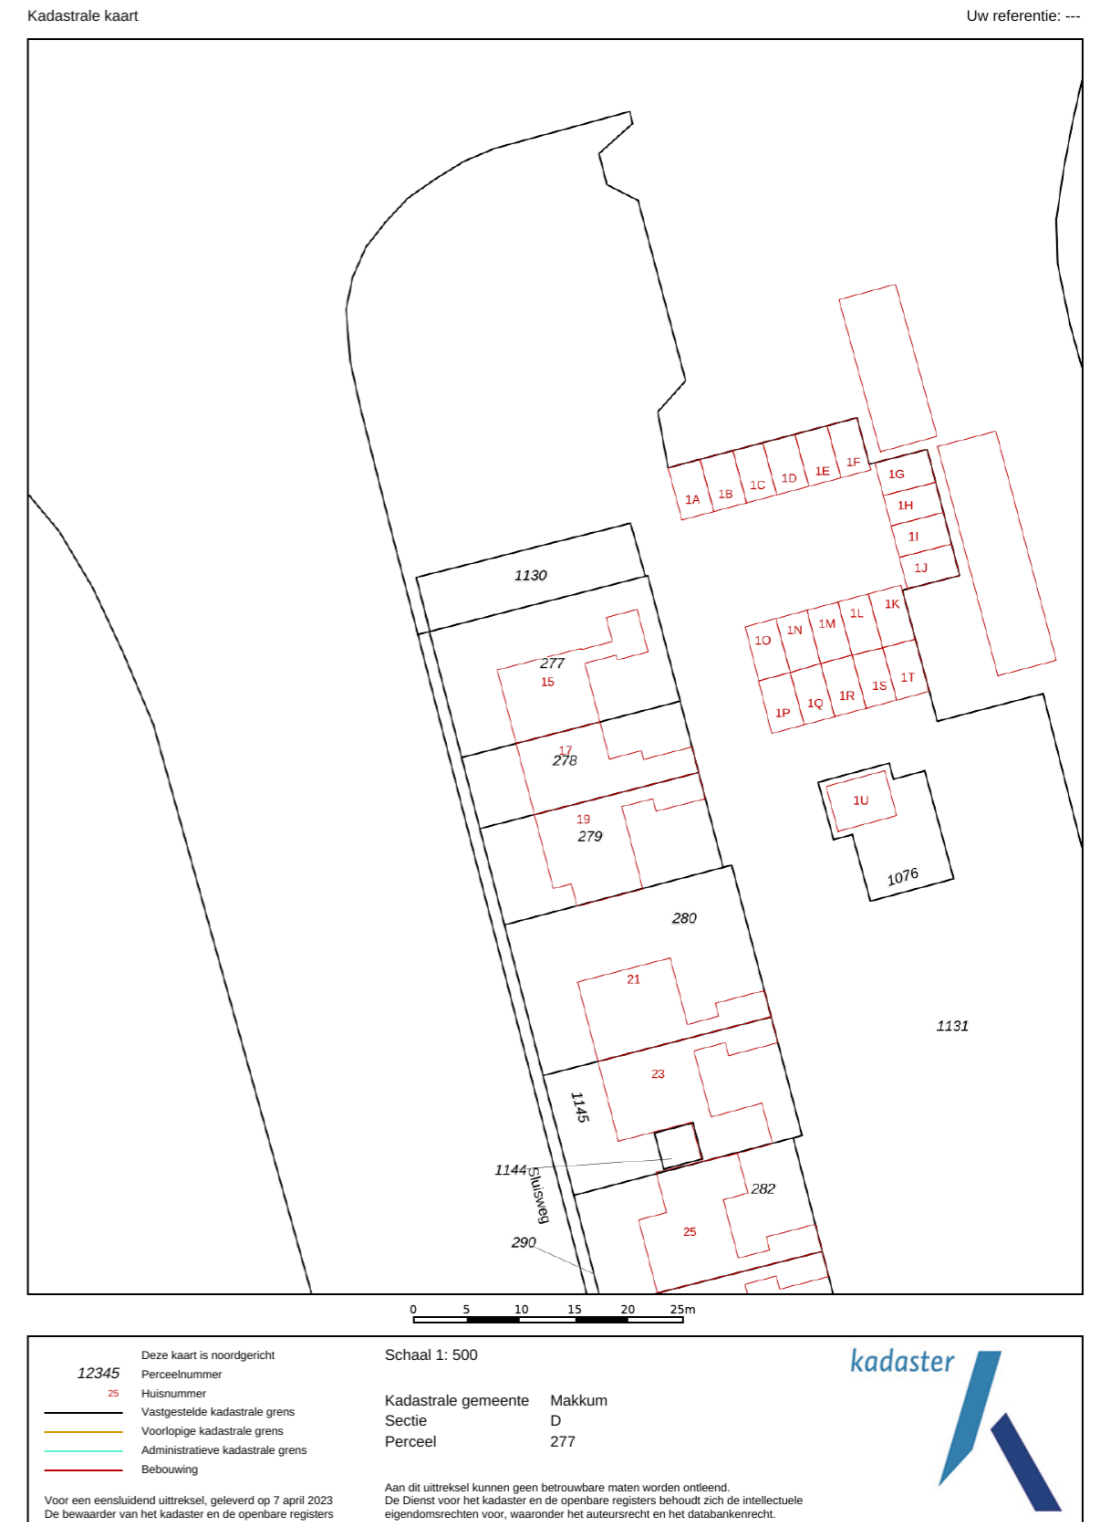 Kadastrale kaart
Uw referentie: ---
1A
1B
1C
1D
1E
1F
1G
1H
1I
1J
1K
1L
1M
1N
1O
1P
1Q
1R
1S
1T
1130
277
15
17
278
19
279
1U
1076
280
21
1131
23
1145
1144
Sluisweg
282
25
290
0 5 10 15 20 25m
Deze kaart is noordgericht
12345 Perceelnummer
25 Huisnummer
Vastgestelde kadastrale grens
Voorlopige kadastrale grens
Administratieve kadastrale grens
Bebouwing
Voor een eensluidend uittreksel, geleverd op 7 april 2023
De bewaarder van het kadaster en de openbare registers
Schaal 1: 500
Kadastrale gemeente Makkum
Sectie D
Perceel 277
Aan dit uittreksel kunnen geen betrouwbare maten worden ontleend.
De Dienst voor het kadaster en de openbare registers behoudt zich de intellectuele
eigendomsrechten voor, waaronder het auteursrecht en het databankenrecht.
kadaster